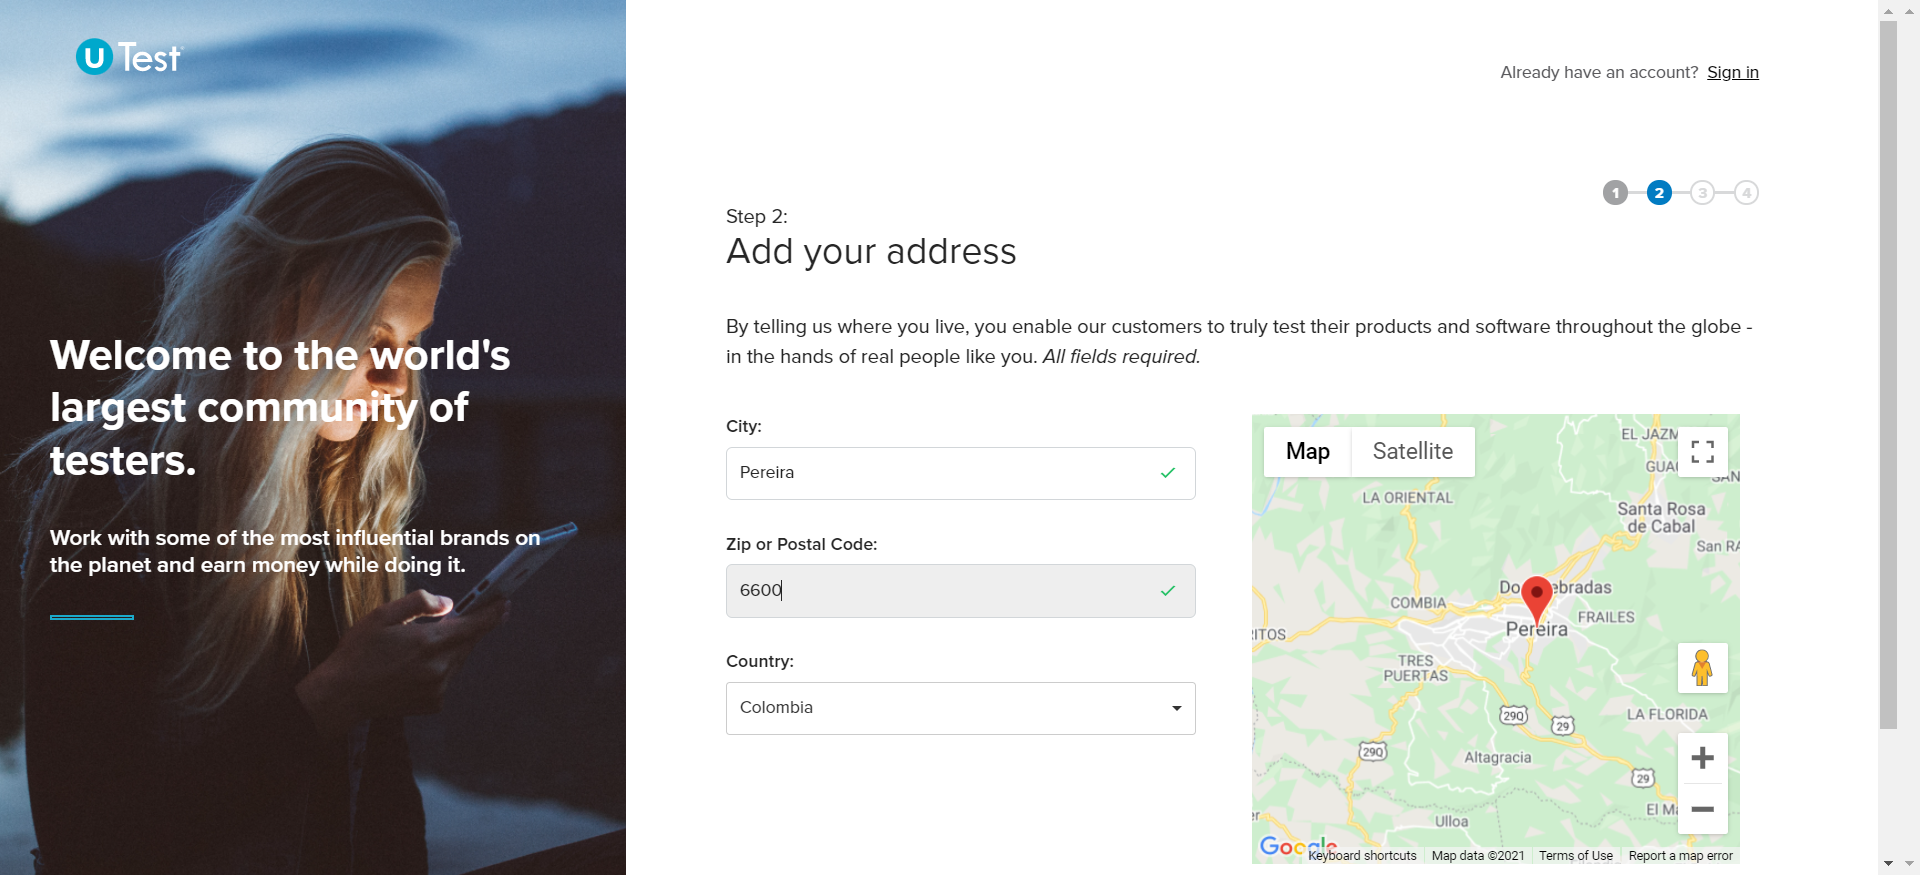 U Test
Already have an account? Sign in
1 2 3 4
Step 2:
Add your address
By telling us where you live, you enable our customers to truly test their products and software throughout the globe -
in the hands of real people like you. All fields required.
Welcome to the world's
largest community of
testers.
Work with some of the most influential brands on
the planet and earn money while doing it.
City:
Pereira
Zip or Postal Code:
6600
Country:
Colombia
Map Satellite
EL JAZM
GUA
SAN
LA ORIENTAL
Santa Rosa
de Cabal
San RA
Do ebradas
COMBIA
FRAILES
RITOS
Pereira
TRES
PUERTAS
29Q
29
LA FLORIDA
29Q
Altagracia
29
El Ma
Ulloa
Google
Keyboard shortcuts Map data ©2021 Terms of Use Report a map error